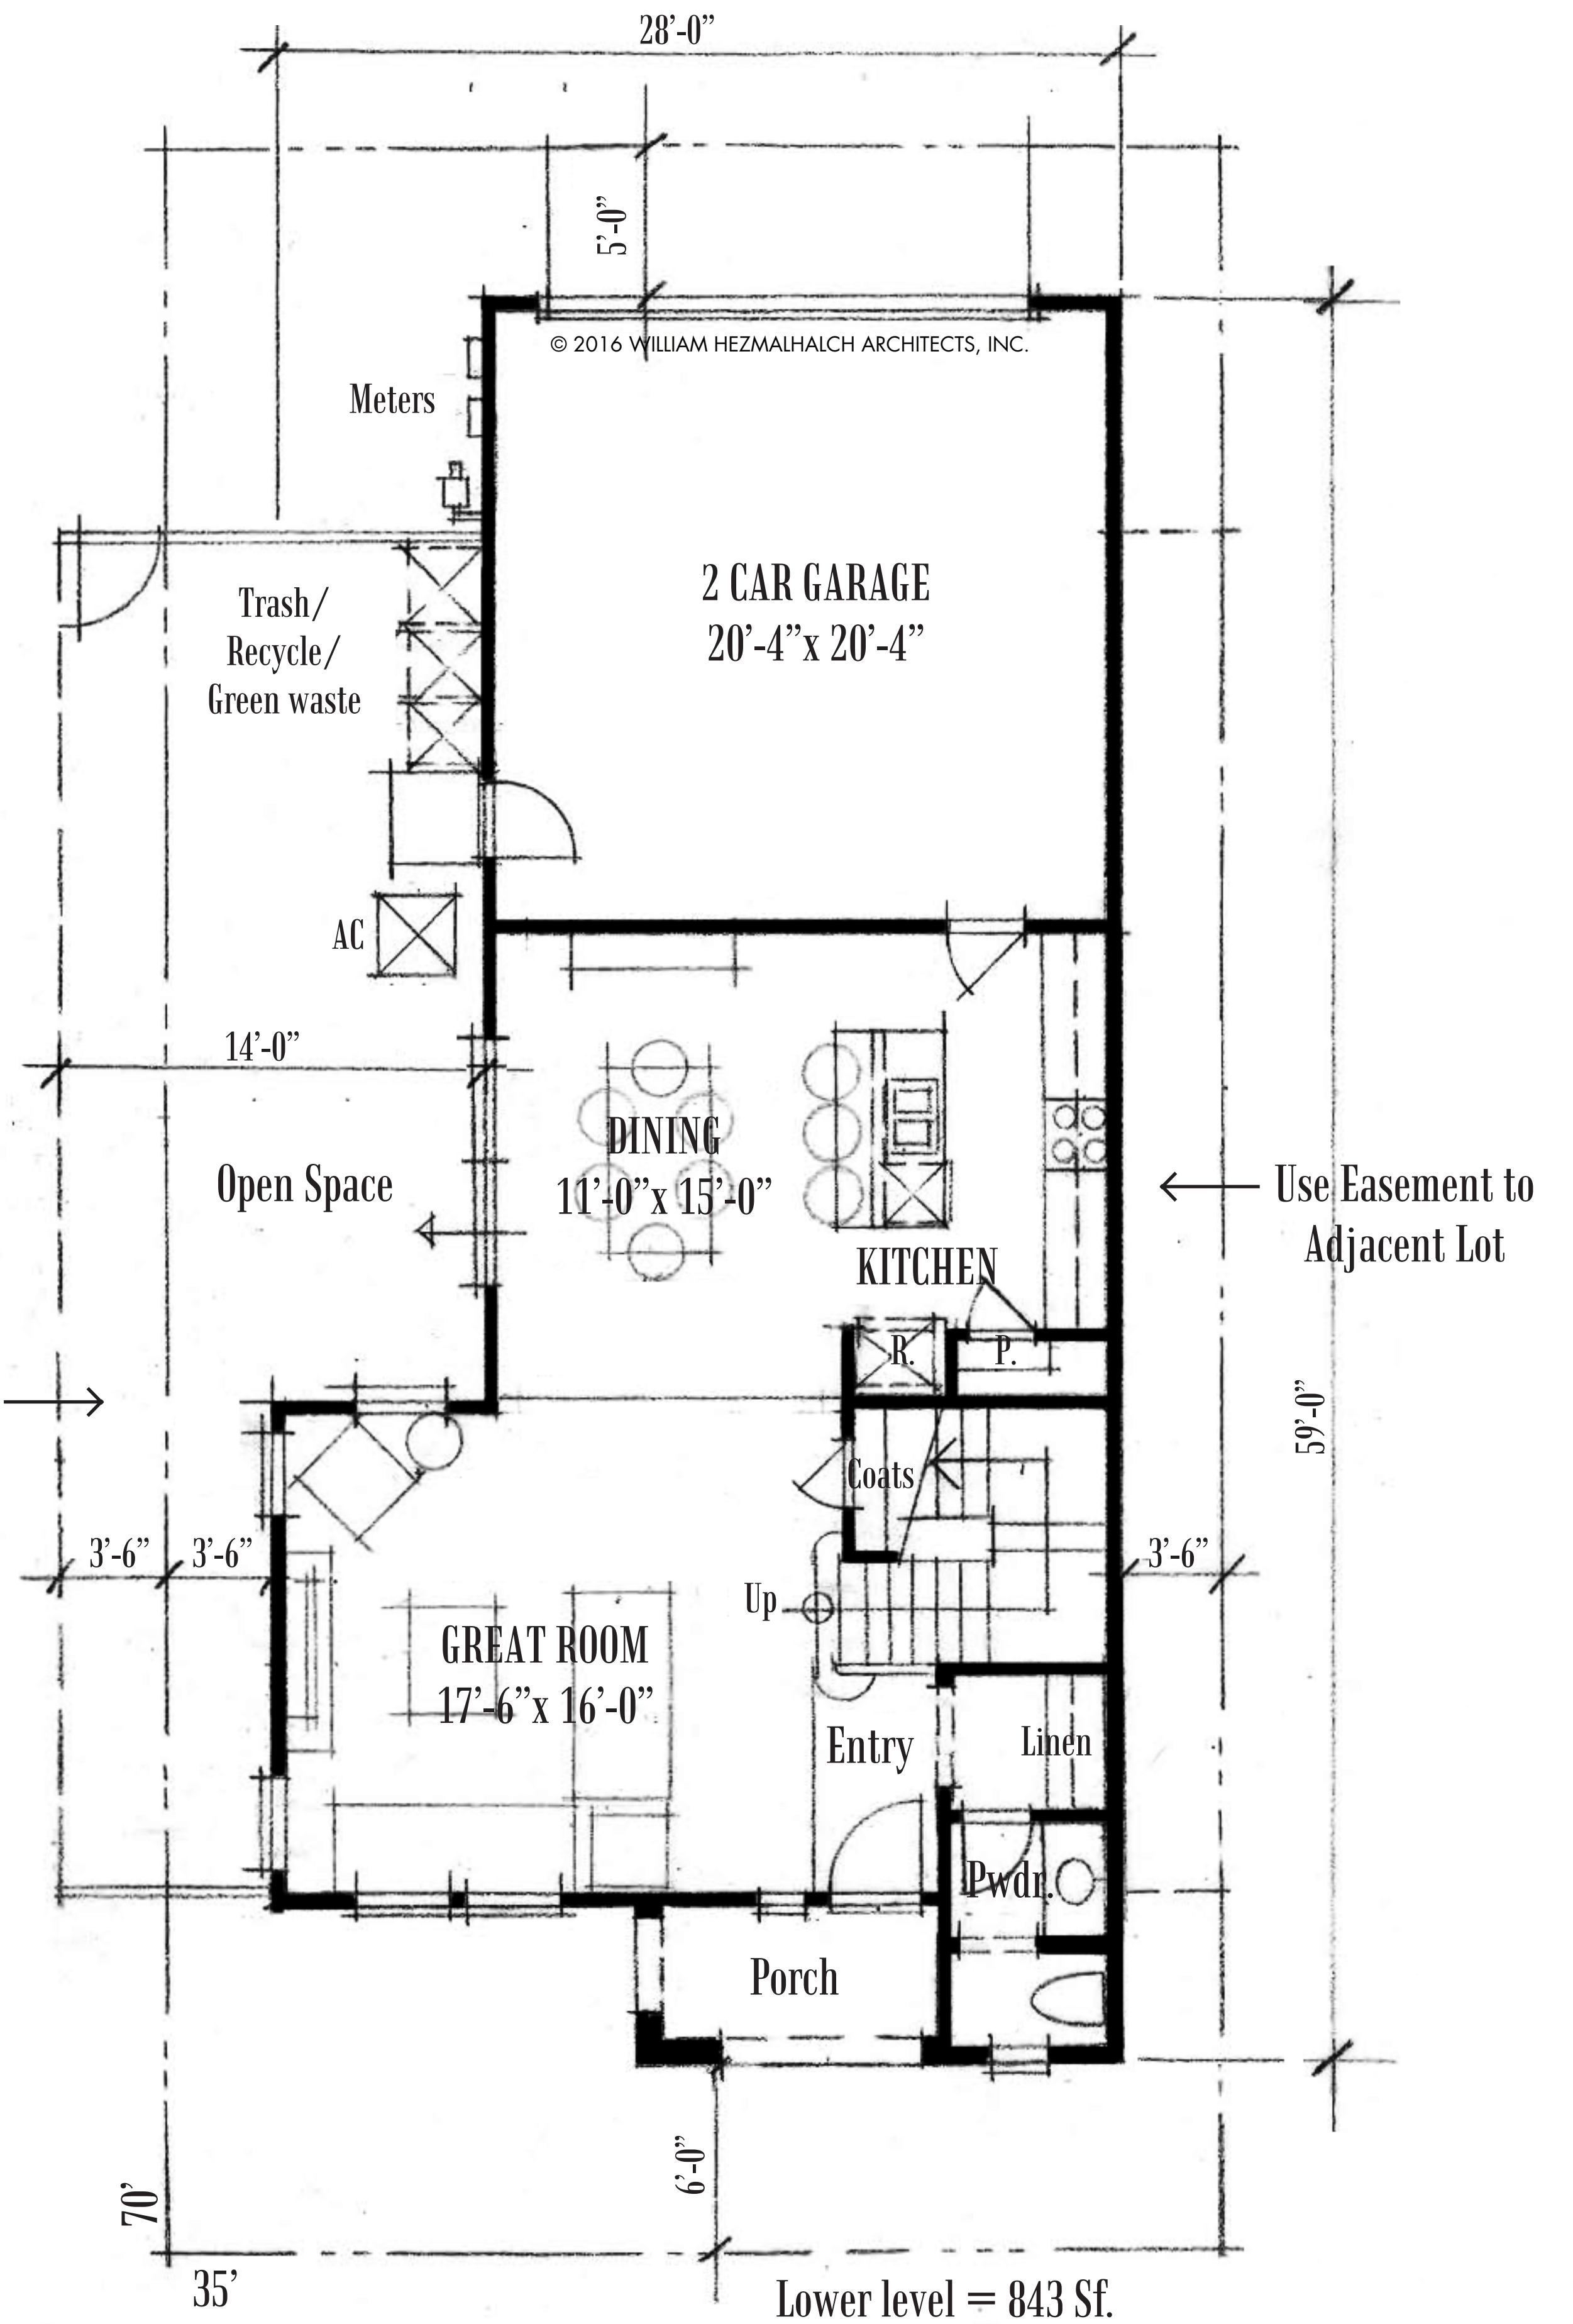 28’-0”
5’-0”
© 2016 WILLIAM HEZMALHALCH ARCHITECTS, INC.
Meters
2 CAR GARAGE
20’-4”x 20’-4”
Trash/
Recycle/
Green waste
AC
14’-0”
DINING
11’-0”x 15’-0”
Open Space
Use Easement to
Adjacent Lot
KITCHEN
R.
P.
59’-0”
Coats
3’-6”
3’-6”
3’-6”
Up
GREAT ROOM
17’-6”x 16’-0”
Entry
Linen
Pwdr.
Porch
6’-0”
70’
35’
Lower level = 843 Sf.